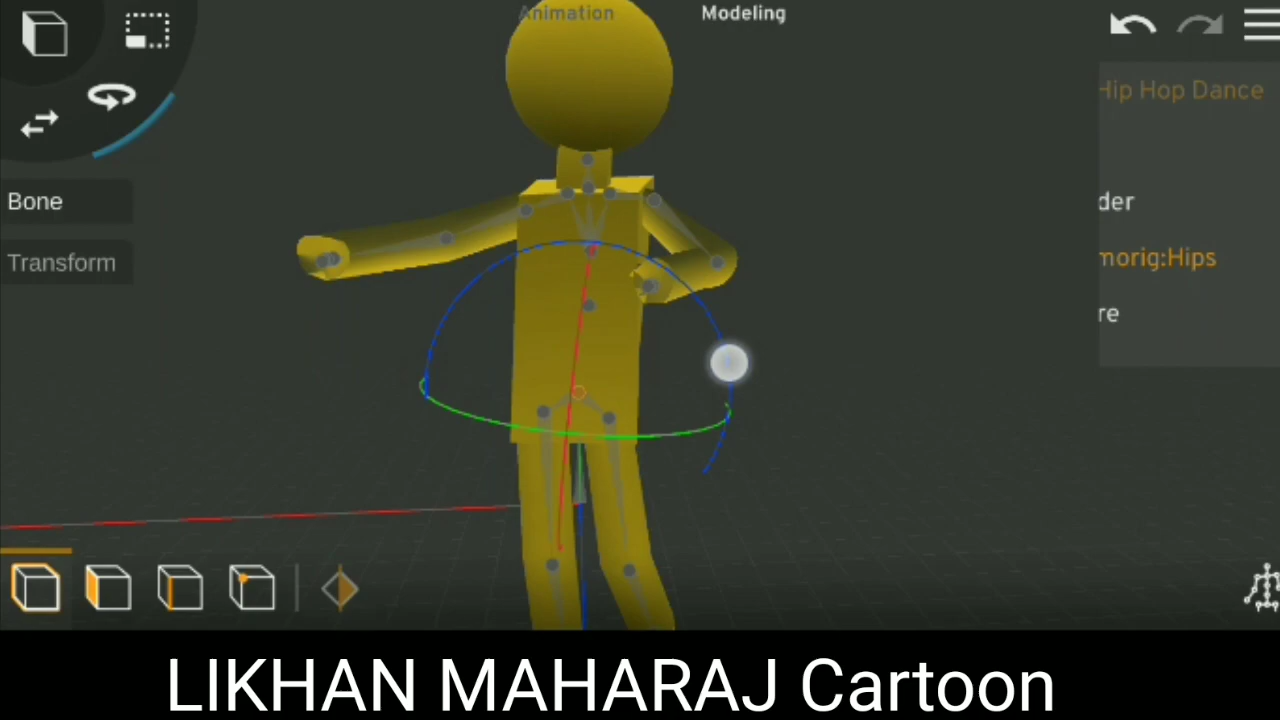 Animation
Modeling
Hip Hop Dance
Bone
der
Transform
morig:Hips
re
LIKHAN MAHARAJ Cartoon